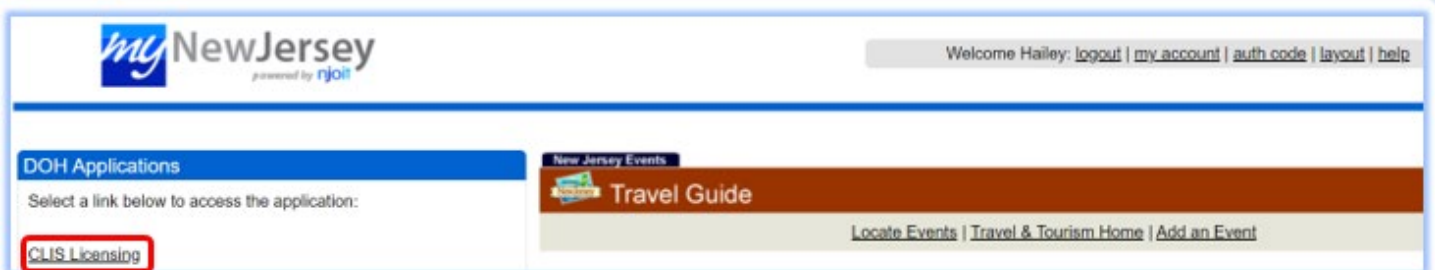 my NewJersey
powered by njoit
Welcome Hailey: logout | my account | auth code | layout | help
DOH Applications
Select a link below to access the application:
CLIS Licensing
New Jersey Events
Travel Guide
Locate Events | Travel & Tourism Home | Add an Event